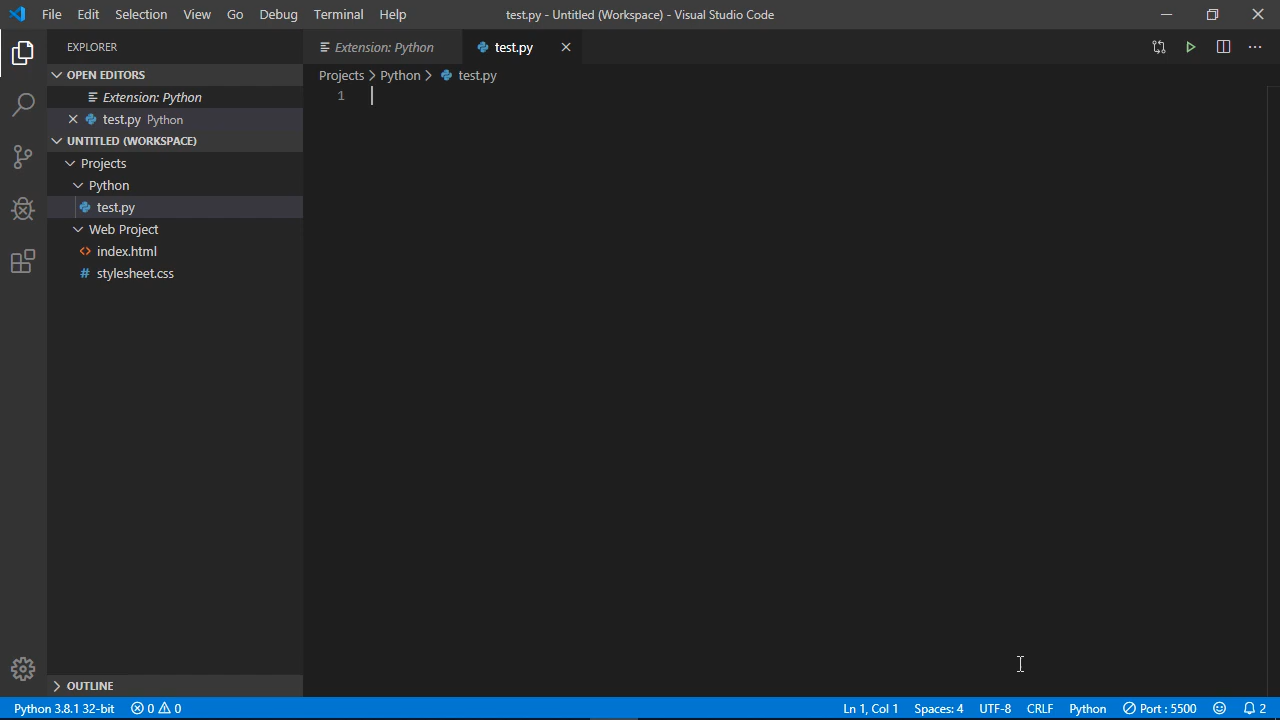 File Edit Selection View Go Debug Terminal Help
test.py - Untitled (Workspace) - Visual Studio Code
EXPLORER
OPEN EDITORS
Extension: Python
test.py Python
UNTITLED (WORKSPACE)
Projects
Python
test.py
Web Project
<> index.html
# stylesheet.css
OUTLINE
Extension: Python
test.py
Projects > Python > test.py
1
Python 3.8.1 32-bit 0 0
Ln 1, Col 1 Spaces: 4 UTF-8 CRLF Python Port : 5500 2